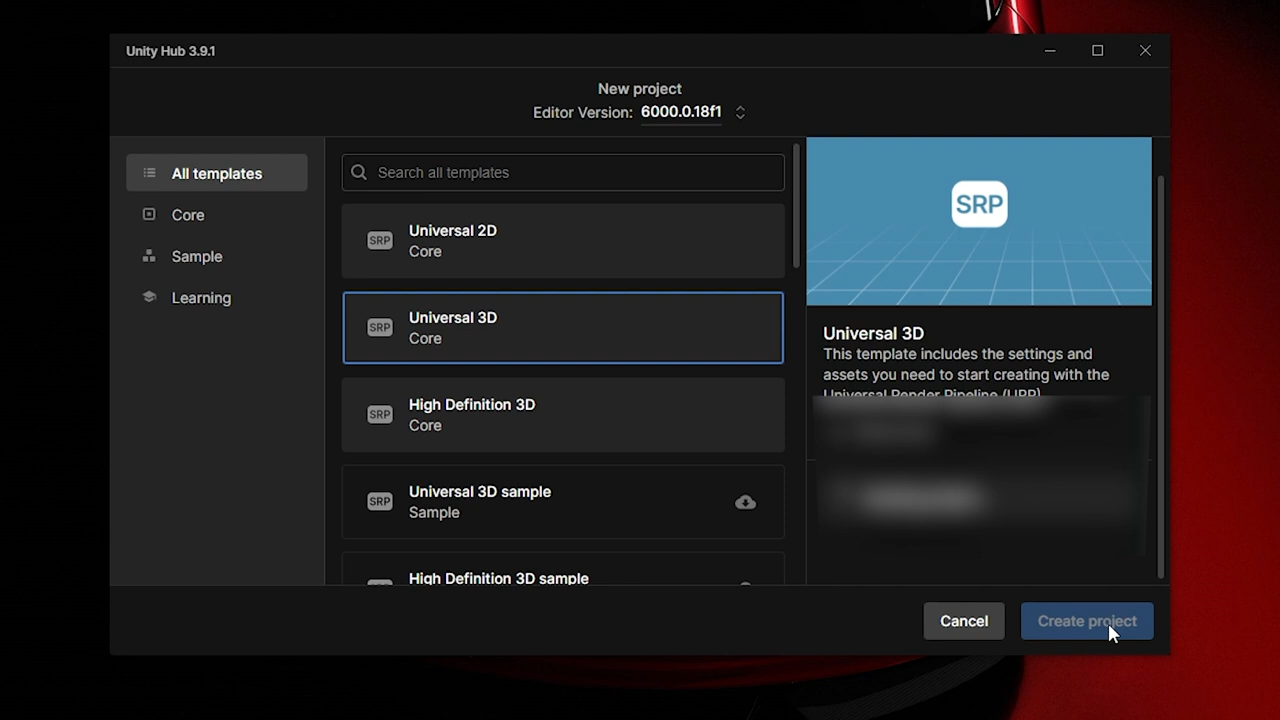 Unity Hub 3.9.1
New project
Editor Version: 6000.0.18f1
All templates
Core
Sample
Learning
Search all templates
SRP
Universal 2D
Core
SRP
Universal 3D
Core
SRP
High Definition 3D
Core
SRP
Universal 3D sample
Sample
High Definition 3D sample
SRP
Universal 3D
This template includes the settings and
assets you need to start creating with the
Universal Render Pipeline (URP)
Cancel
Create project